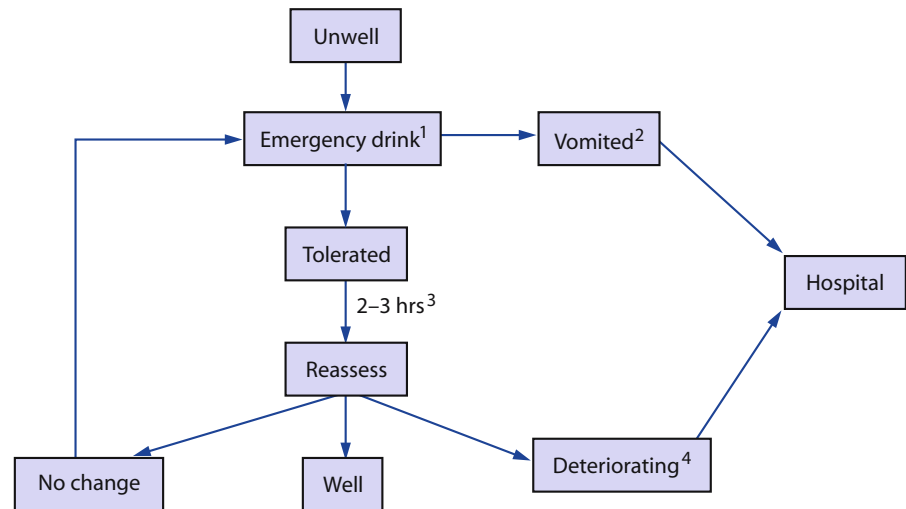 Unwell
Emergency drink¹
Vomited²
Tolerated
Hospital
2–3 hrs³
Reassess
Deteriorating⁴
No change
Well